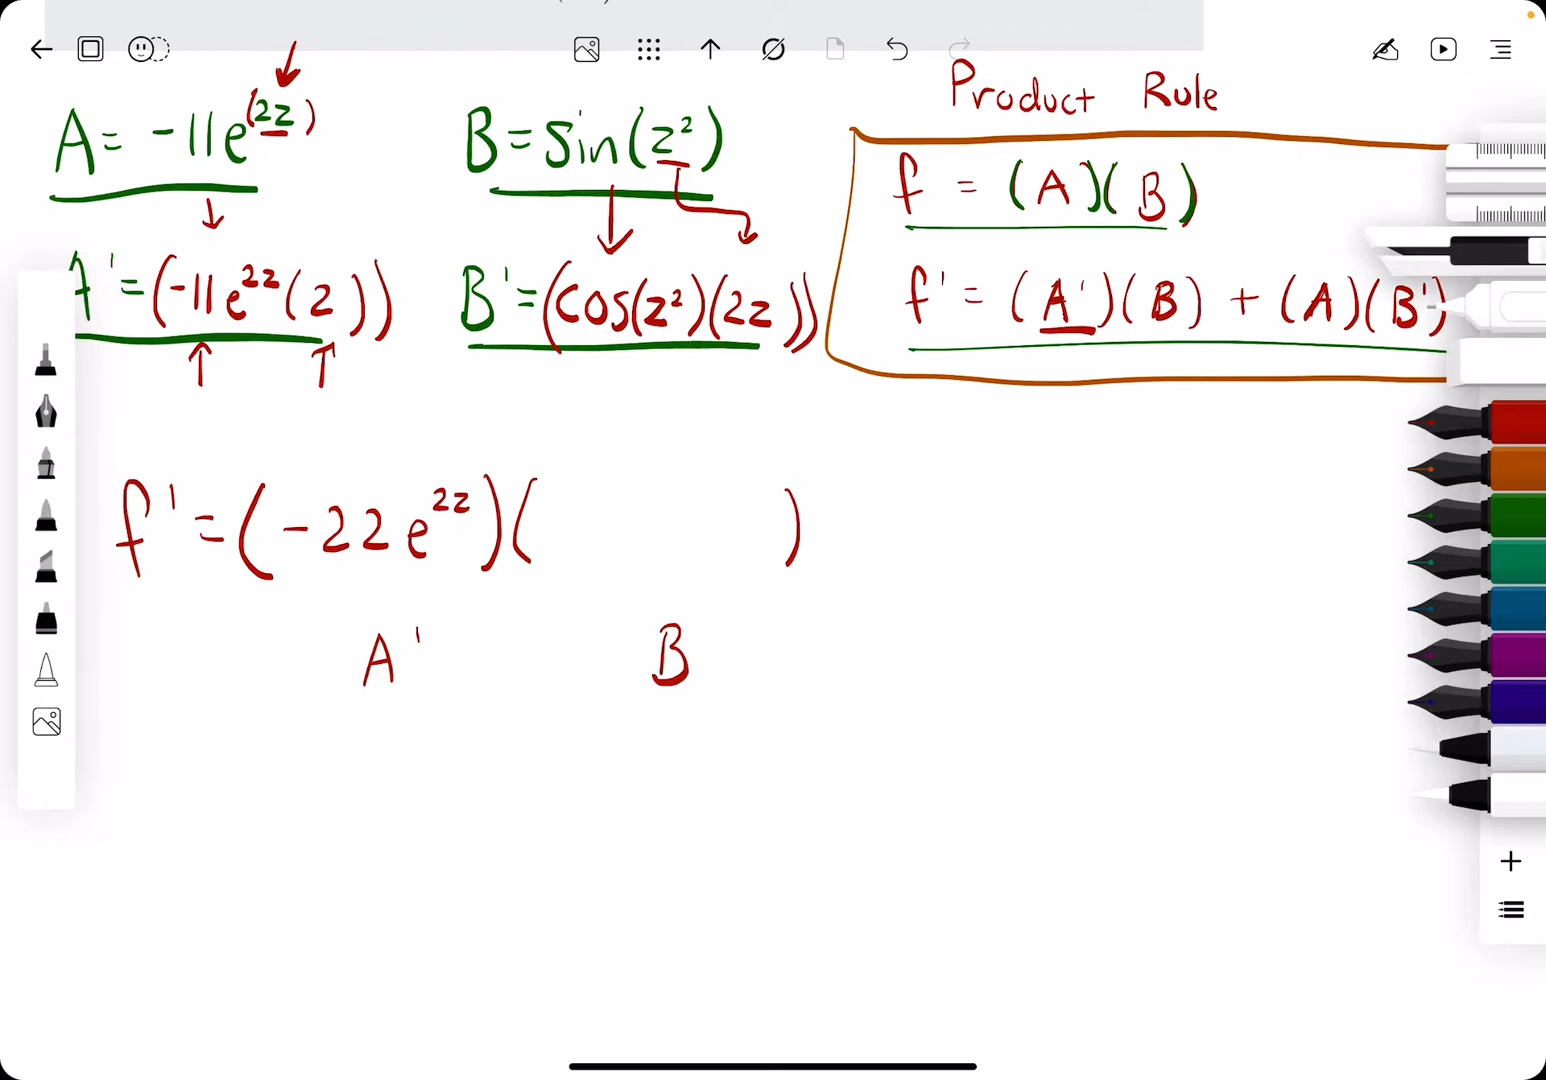 Product Rule
A = -11e^(2z) B = Sin(z²) f = (A)(B)
A' = (-11e^2z(2)) B' = (Cos(z²)(2z)) f' = (A')(B) + (A)(B')
f' = (-22e^2z)( )
A' B